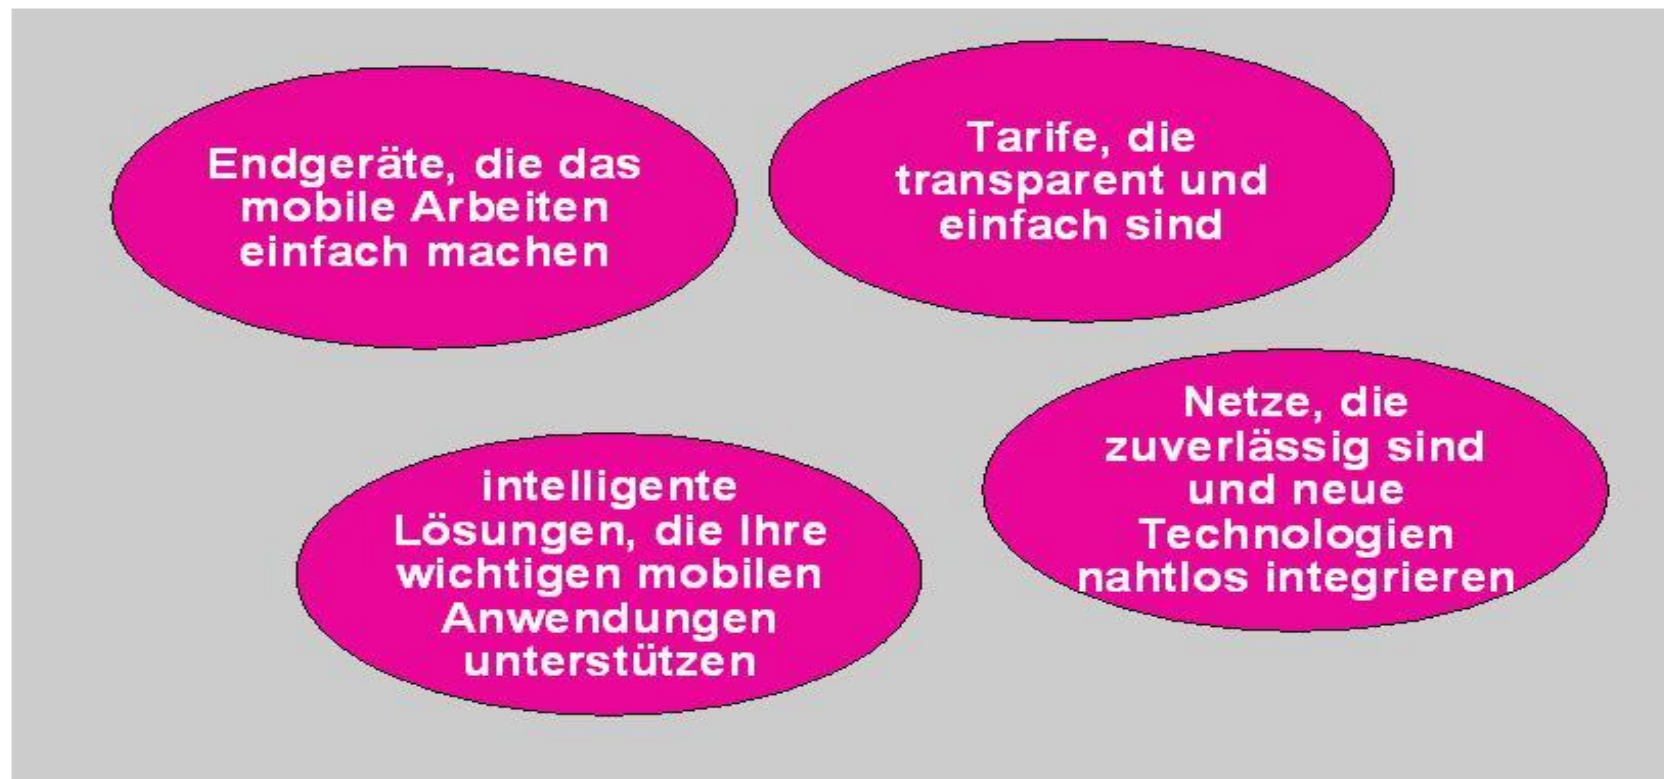 Endgeräte, die das
mobile Arbeiten
einfach machen
Tarife, die
transparent und
einfach sind
intelligente
Lösungen, die Ihre
wichtigen mobilen
Anwendungen
unterstützen
Netze, die
zuverlässig sind
und neue
Technologien
nahtlos integrieren